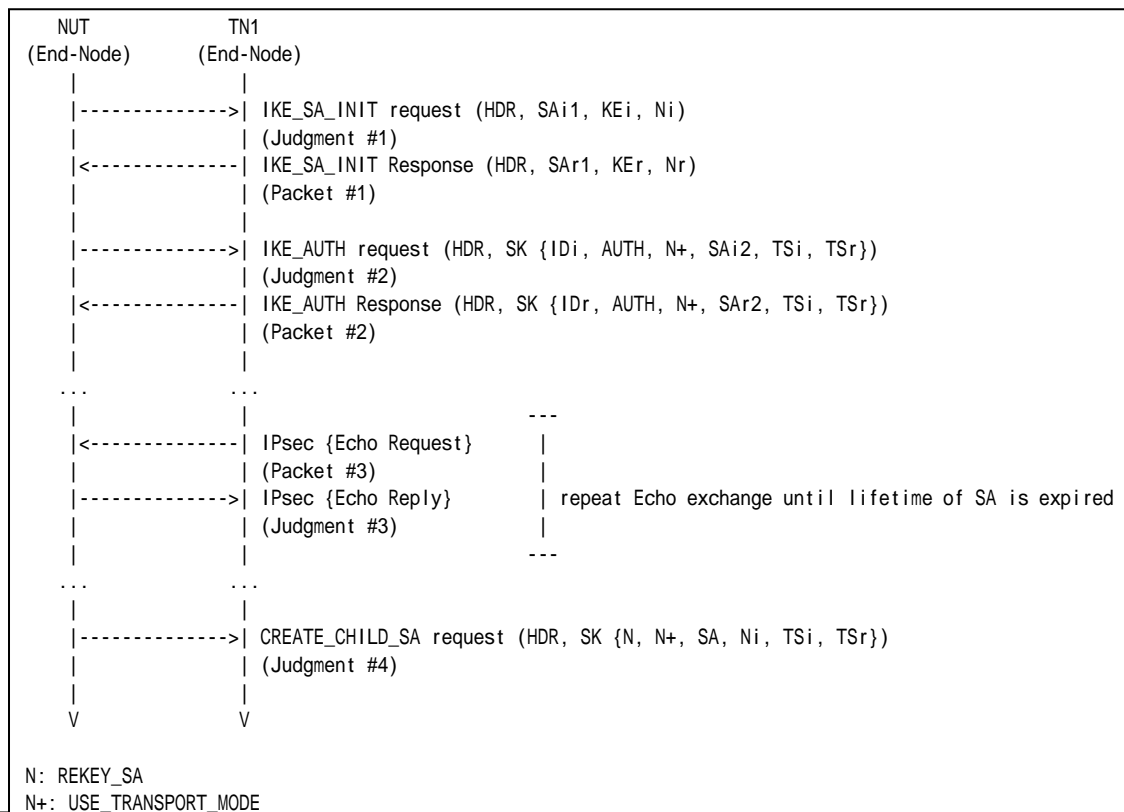 NUT TN1
(End-Node) (End-Node)
| |
|-------------->| IKE_SA_INIT request (HDR, SAi1, KEi, Ni)
| | (Judgment #1)
|<--------------| IKE_SA_INIT Response (HDR, SAr1, KEr, Nr)
| | (Packet #1)
| |
|-------------->| IKE_AUTH request (HDR, SK {IDi, AUTH, N+, SAi2, TSi, TSr})
| | (Judgment #2)
|<--------------| IKE_AUTH Response (HDR, SK {IDr, AUTH, N+, SAr2, TSi, TSr})
| | (Packet #2)
| |
... ...
| | ---
|<--------------| IPsec {Echo Request} |
| | (Packet #3) |
|-------------->| IPsec {Echo Reply} | repeat Echo exchange until lifetime of SA is expired
| | (Judgment #3) |
| | ---
... ...
| |
|-------------->| CREATE_CHILD_SA request (HDR, SK {N, N+, SA, Ni, TSi, TSr})
| | (Judgment #4)
| |
V V
N: REKEY_SA
N+: USE_TRANSPORT_MODE